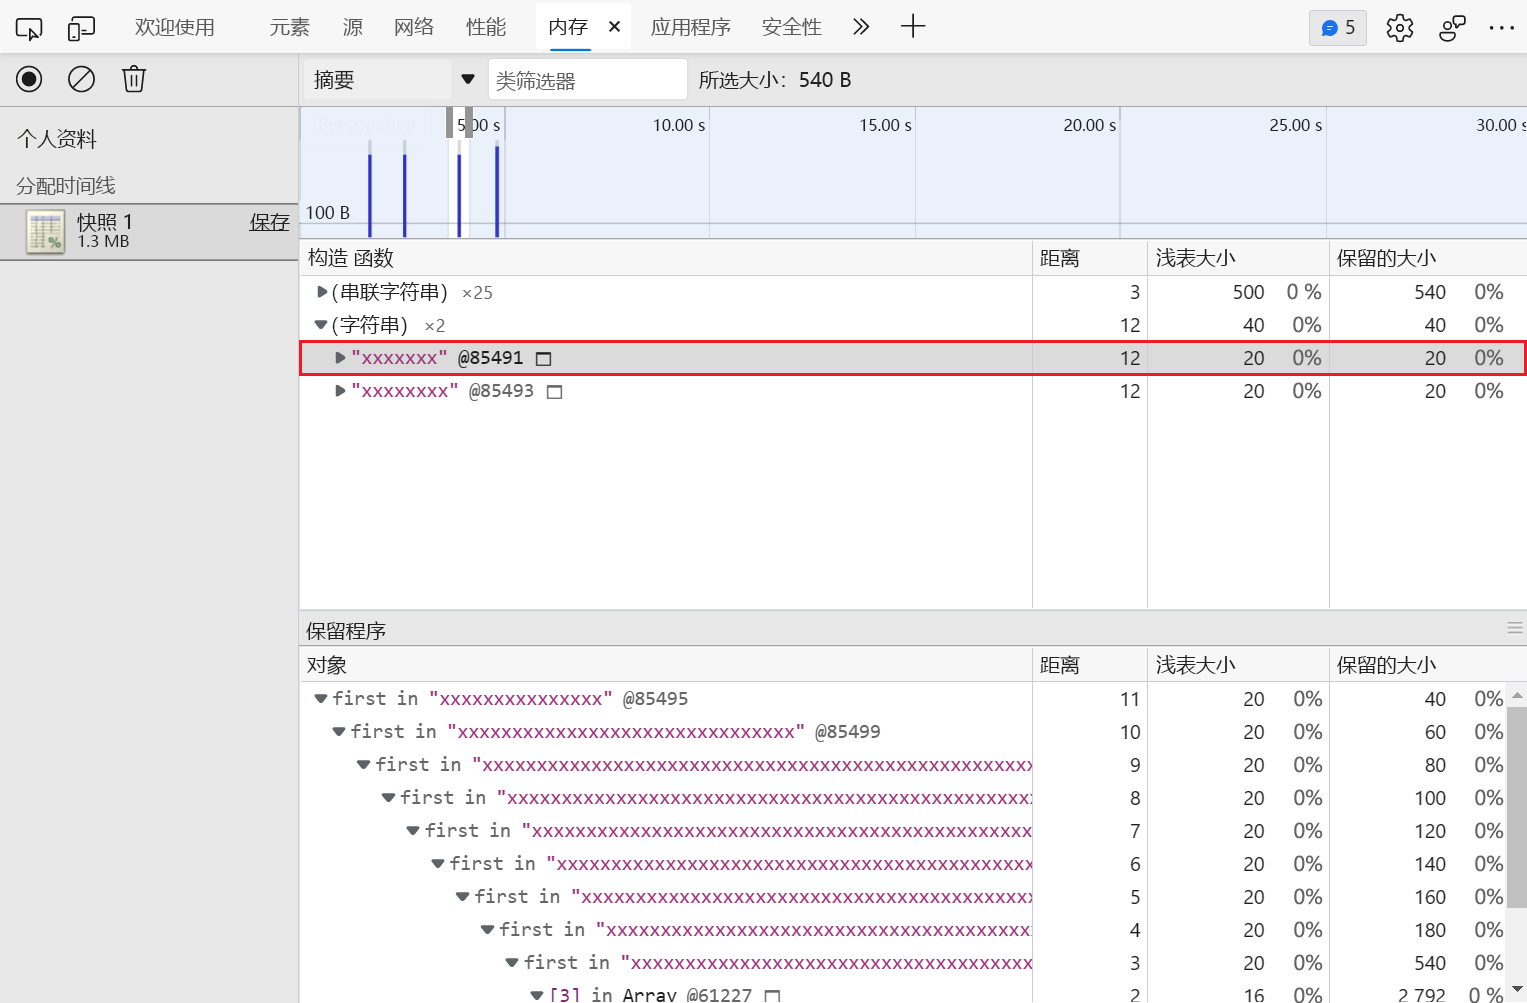 欢迎使用 元素 源 网络 性能 内存 × 应用程序 安全性 5
摘要 类筛选器 所选大小: 540 B
个人资料
分配时间线
快照 1 保存
1.3 MB
5.00 s 10.00 s 15.00 s 20.00 s 25.00 s 30.00 s
100 B
构造 函数 距离 浅表大小 保留的大小
(串联字符串) ×25 3 500 0 % 540 0%
(字符串) ×2 12 40 0% 40 0%
"xxxxxxx" @85491 12 20 0% 20 0%
"xxxxxxxx" @85493 12 20 0% 20 0%
保留程序
对象 距离 浅表大小 保留的大小
first in "xxxxxxxxxxxxxxx" @85495 11 20 0% 40 0%
first in "xxxxxxxxxxxxxxxxxxxxxxxxxxxxxxx" @85499 10 20 0% 60 0%
first in "xxxxxxxxxxxxxxxxxxxxxxxxxxxxxxxxxxxxxxxxxxxxxxxxxxx 9 20 0% 80 0%
first in "xxxxxxxxxxxxxxxxxxxxxxxxxxxxxxxxxxxxxxxxxxxxxxxxx 8 20 0% 100 0%
first in "xxxxxxxxxxxxxxxxxxxxxxxxxxxxxxxxxxxxxxxxxxxxxx 7 20 0% 120 0%
first in "xxxxxxxxxxxxxxxxxxxxxxxxxxxxxxxxxxxxxxxxxxxx 6 20 0% 140 0%
first in "xxxxxxxxxxxxxxxxxxxxxxxxxxxxxxxxxxxxxxxxxx 5 20 0% 160 0%
first in "xxxxxxxxxxxxxxxxxxxxxxxxxxxxxxxxxxxxxxxx 4 20 0% 180 0%
first in "xxxxxxxxxxxxxxxxxxxxxxxxxxxxxxxxxxxxx 3 20 0% 540 0%
[3] in Array @61227 2 16 0% 2 792 0 %